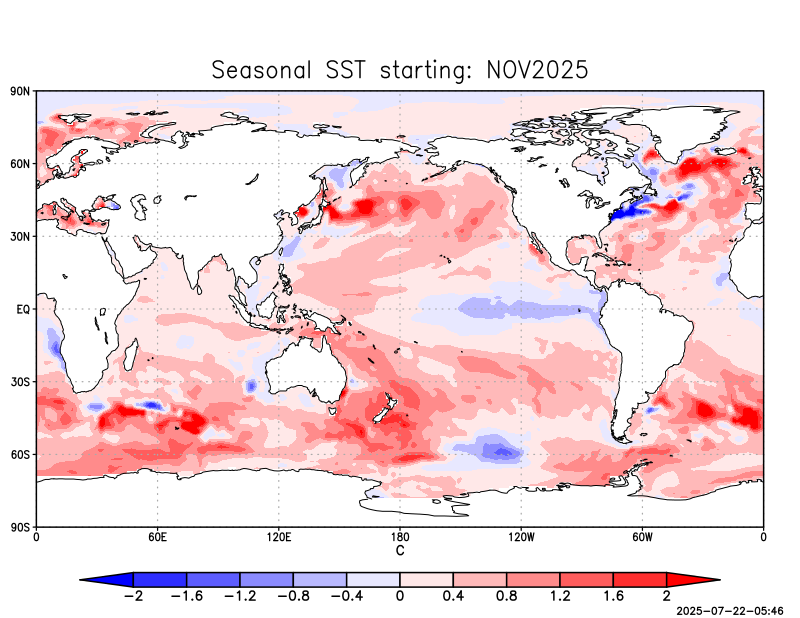 Seasonal SST starting: NOV2025
90N
60N
30N
EQ
30S
60S
90S
0 60E 120E 180 120W 60W 0
C
-2 -1.6 -1.2 -0.8 -0.4 0 0.4 0.8 1.2 1.6 2
2025-07-22-05:46